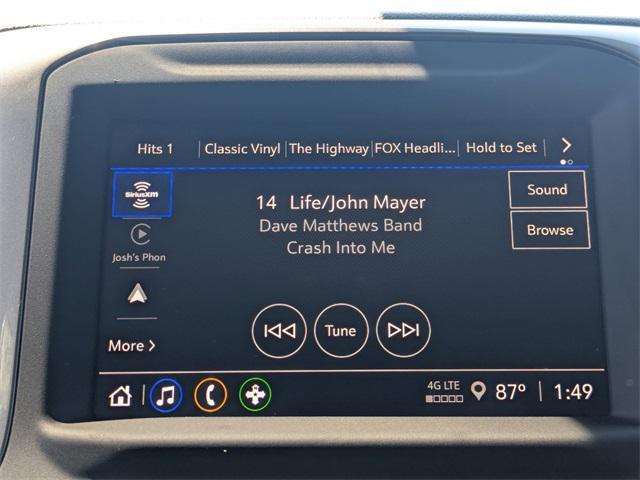 Hits 1 Classic Vinyl The Highway FOX Headli... Hold to Set
SiriusXM
14 Life/John Mayer
Dave Matthews Band
Crash Into Me
Sound
Browse
Josh's Phon
More
Tune
4G LTE
87° 1:49